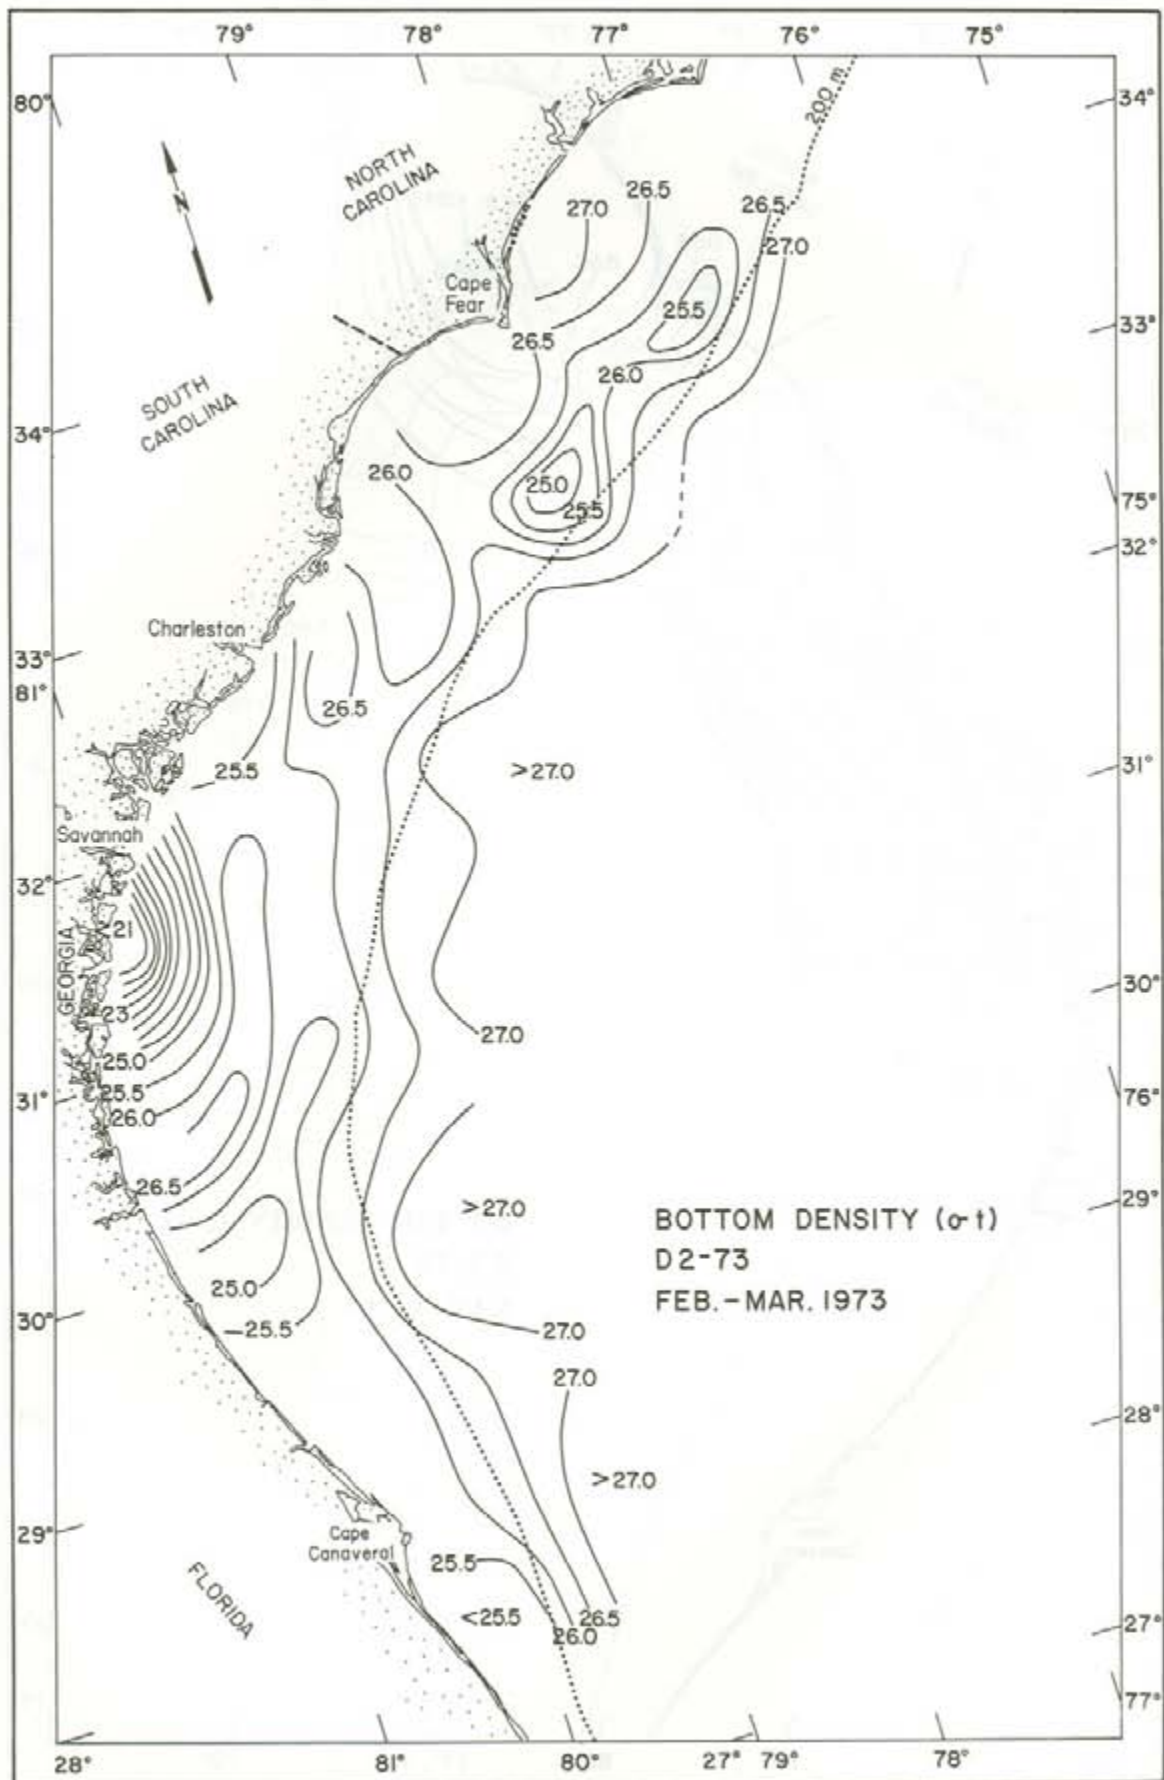 79° 78° 77° 76° 75°
80°
34°
200 m
N
NORTH
CAROLINA
26.5
27.0
26.5
27.0
Cape
Fear
25.5
33°
26.5
26.0
SOUTH
CAROLINA
34°
26.0
25.0
25.5
75°
32°
Charleston
33°
81°
26.5
25.5
>27.0
31°
Savannah
32°
<21
GEORGIA
30°
23
27.0
25.0
25.5
76°
31°
26.0
26.5
>27.0
29°
BOTTOM DENSITY (σ-t)
D2-73
FEB.-MAR. 1973
25.0
30°
25.5
27.0
27.0
28°
>27.0
29°
Cape
Canaveral
25.5
FLORIDA
<25.5
26.5
26.0
27°
77°
28° 81° 80° 27° 79° 78°